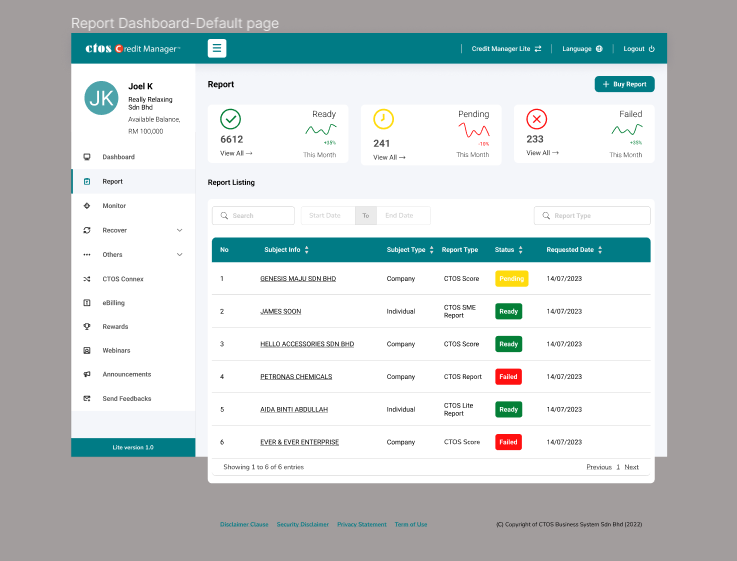 Report Dashboard-Default page
ctos Credit Manager™
Credit Manager Lite
Language
Logout
JK
Joel K
Really Relaxing
Sdn Bhd
Available Balance,
RM 100,000
Dashboard
Report
Monitor
Recover
Others
CTOS Connex
eBilling
Rewards
Webinars
Announcements
Send Feedbacks
Lite version 1.0
Report
+ Buy Report
Ready
6612
+35%
View All →
This Month
Pending
241
-10%
View All →
This Month
Failed
233
+35%
View All →
This Month
Report Listing
Search
Start Date To End Date
Report Type
No Subject Info Subject Type Report Type Status Requested Date
1 GENESIS MAJU SDN BHD Company CTOS Score Pending 14/07/2023
2 JAMES SOON Individual CTOS SME Report Ready 14/07/2023
3 HELLO ACCESSORIES SDN BHD Company CTOS Score Ready 14/07/2023
4 PETRONAS CHEMICALS Company CTOS Report Failed 14/07/2023
5 AIDA BINTI ABDULLAH Individual CTOS Lite Report Ready 14/07/2023
6 EVER & EVER ENTERPRISE Company CTOS Score Failed 14/07/2023
Showing 1 to 6 of 6 entries
Previous 1 Next
Disclaimer Clause Security Disclaimer Privacy Statement Term of Use
(C) Copyright of CTOS Business System Sdn Bhd (2022)